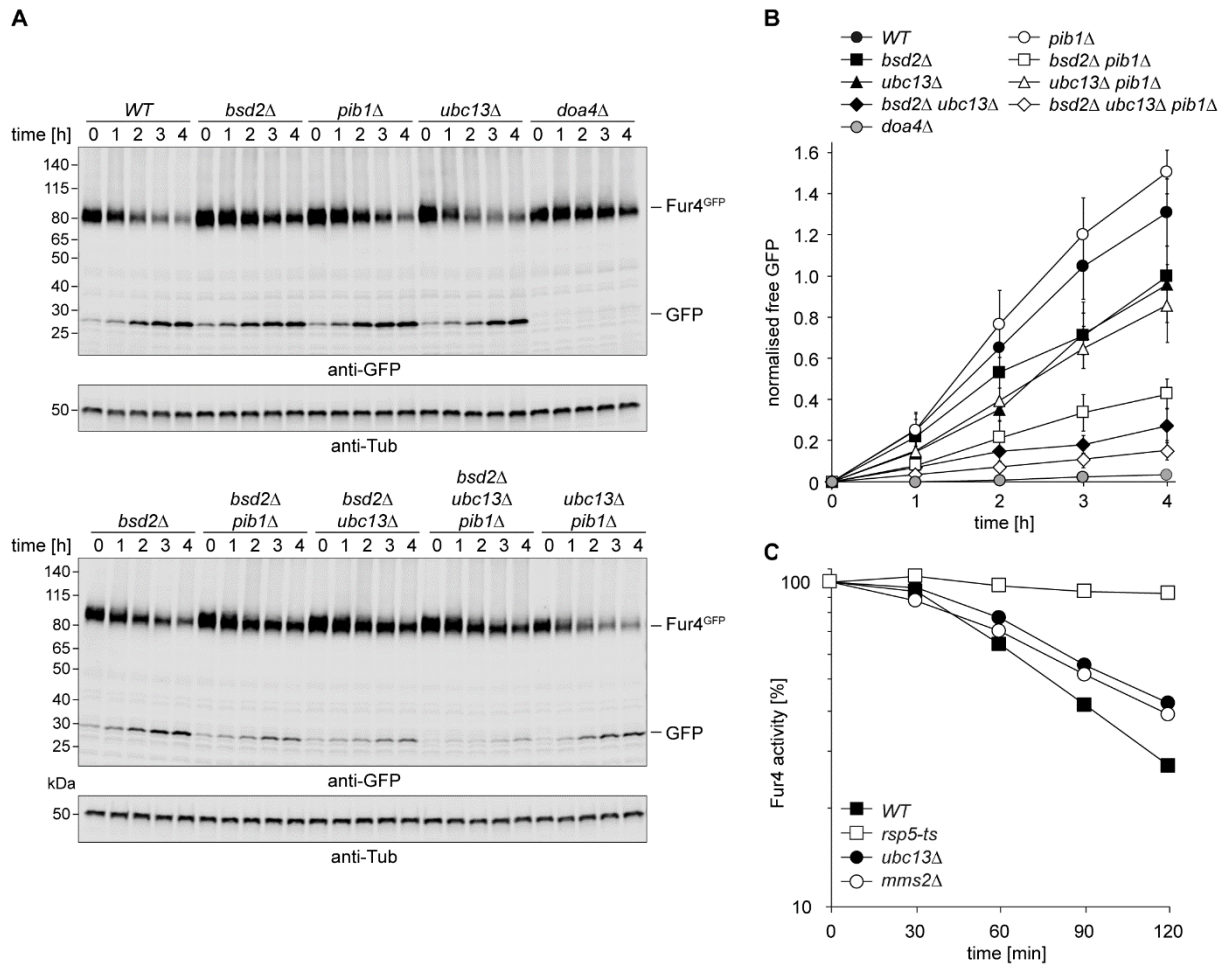 A
WT bsd2Δ pib1Δ ubc13Δ doa4Δ
time [h] 0 1 2 3 4 0 1 2 3 4 0 1 2 3 4 0 1 2 3 4 0 1 2 3 4
140
115
80
Fur4GFP
65
50
40
30
GFP
25
anti-GFP
50
anti-Tub
bsd2Δ
bsd2Δ bsd2Δ ubc13Δ ubc13Δ
bsd2Δ pib1Δ ubc13Δ pib1Δ pib1Δ
time [h] 0 1 2 3 4 0 1 2 3 4 0 1 2 3 4 0 1 2 3 4 0 1 2 3 4
140
115
80
Fur4GFP
65
50
40
30
GFP
25
anti-GFP
kDa
50
anti-Tub
B
WT pib1Δ
bsd2Δ bsd2Δ pib1Δ
ubc13Δ ubc13Δ pib1Δ
bsd2Δ ubc13Δ bsd2Δ ubc13Δ pib1Δ
doa4Δ
normalised free GFP
1.6
1.4
1.2
1.0
0.8
0.6
0.4
0.2
0
0 1 2 3 4
time [h]
C
Fur4 activity [%]
100
WT
rsp5-ts
ubc13Δ
mms2Δ
10
0 30 60 90 120
time [min]